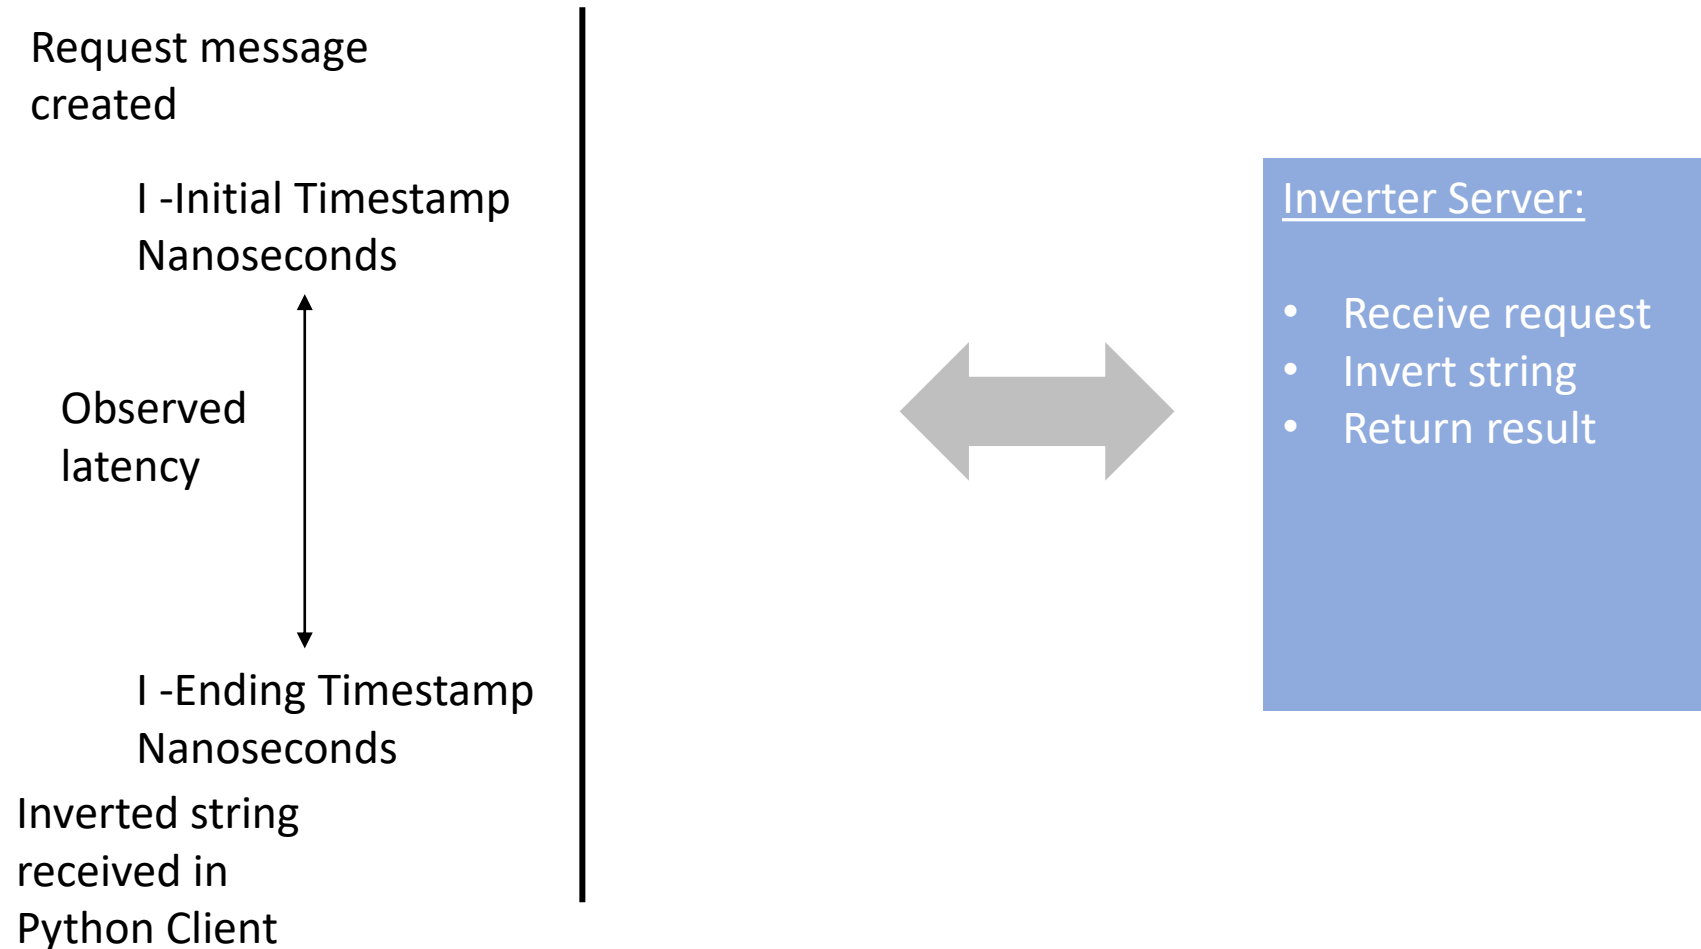 Request message
created
I -Initial Timestamp
Nanoseconds
Observed
latency
I -Ending Timestamp
Nanoseconds
Inverted string
received in
Python Client
Inverter Server:
• Receive request
• Invert string
• Return result